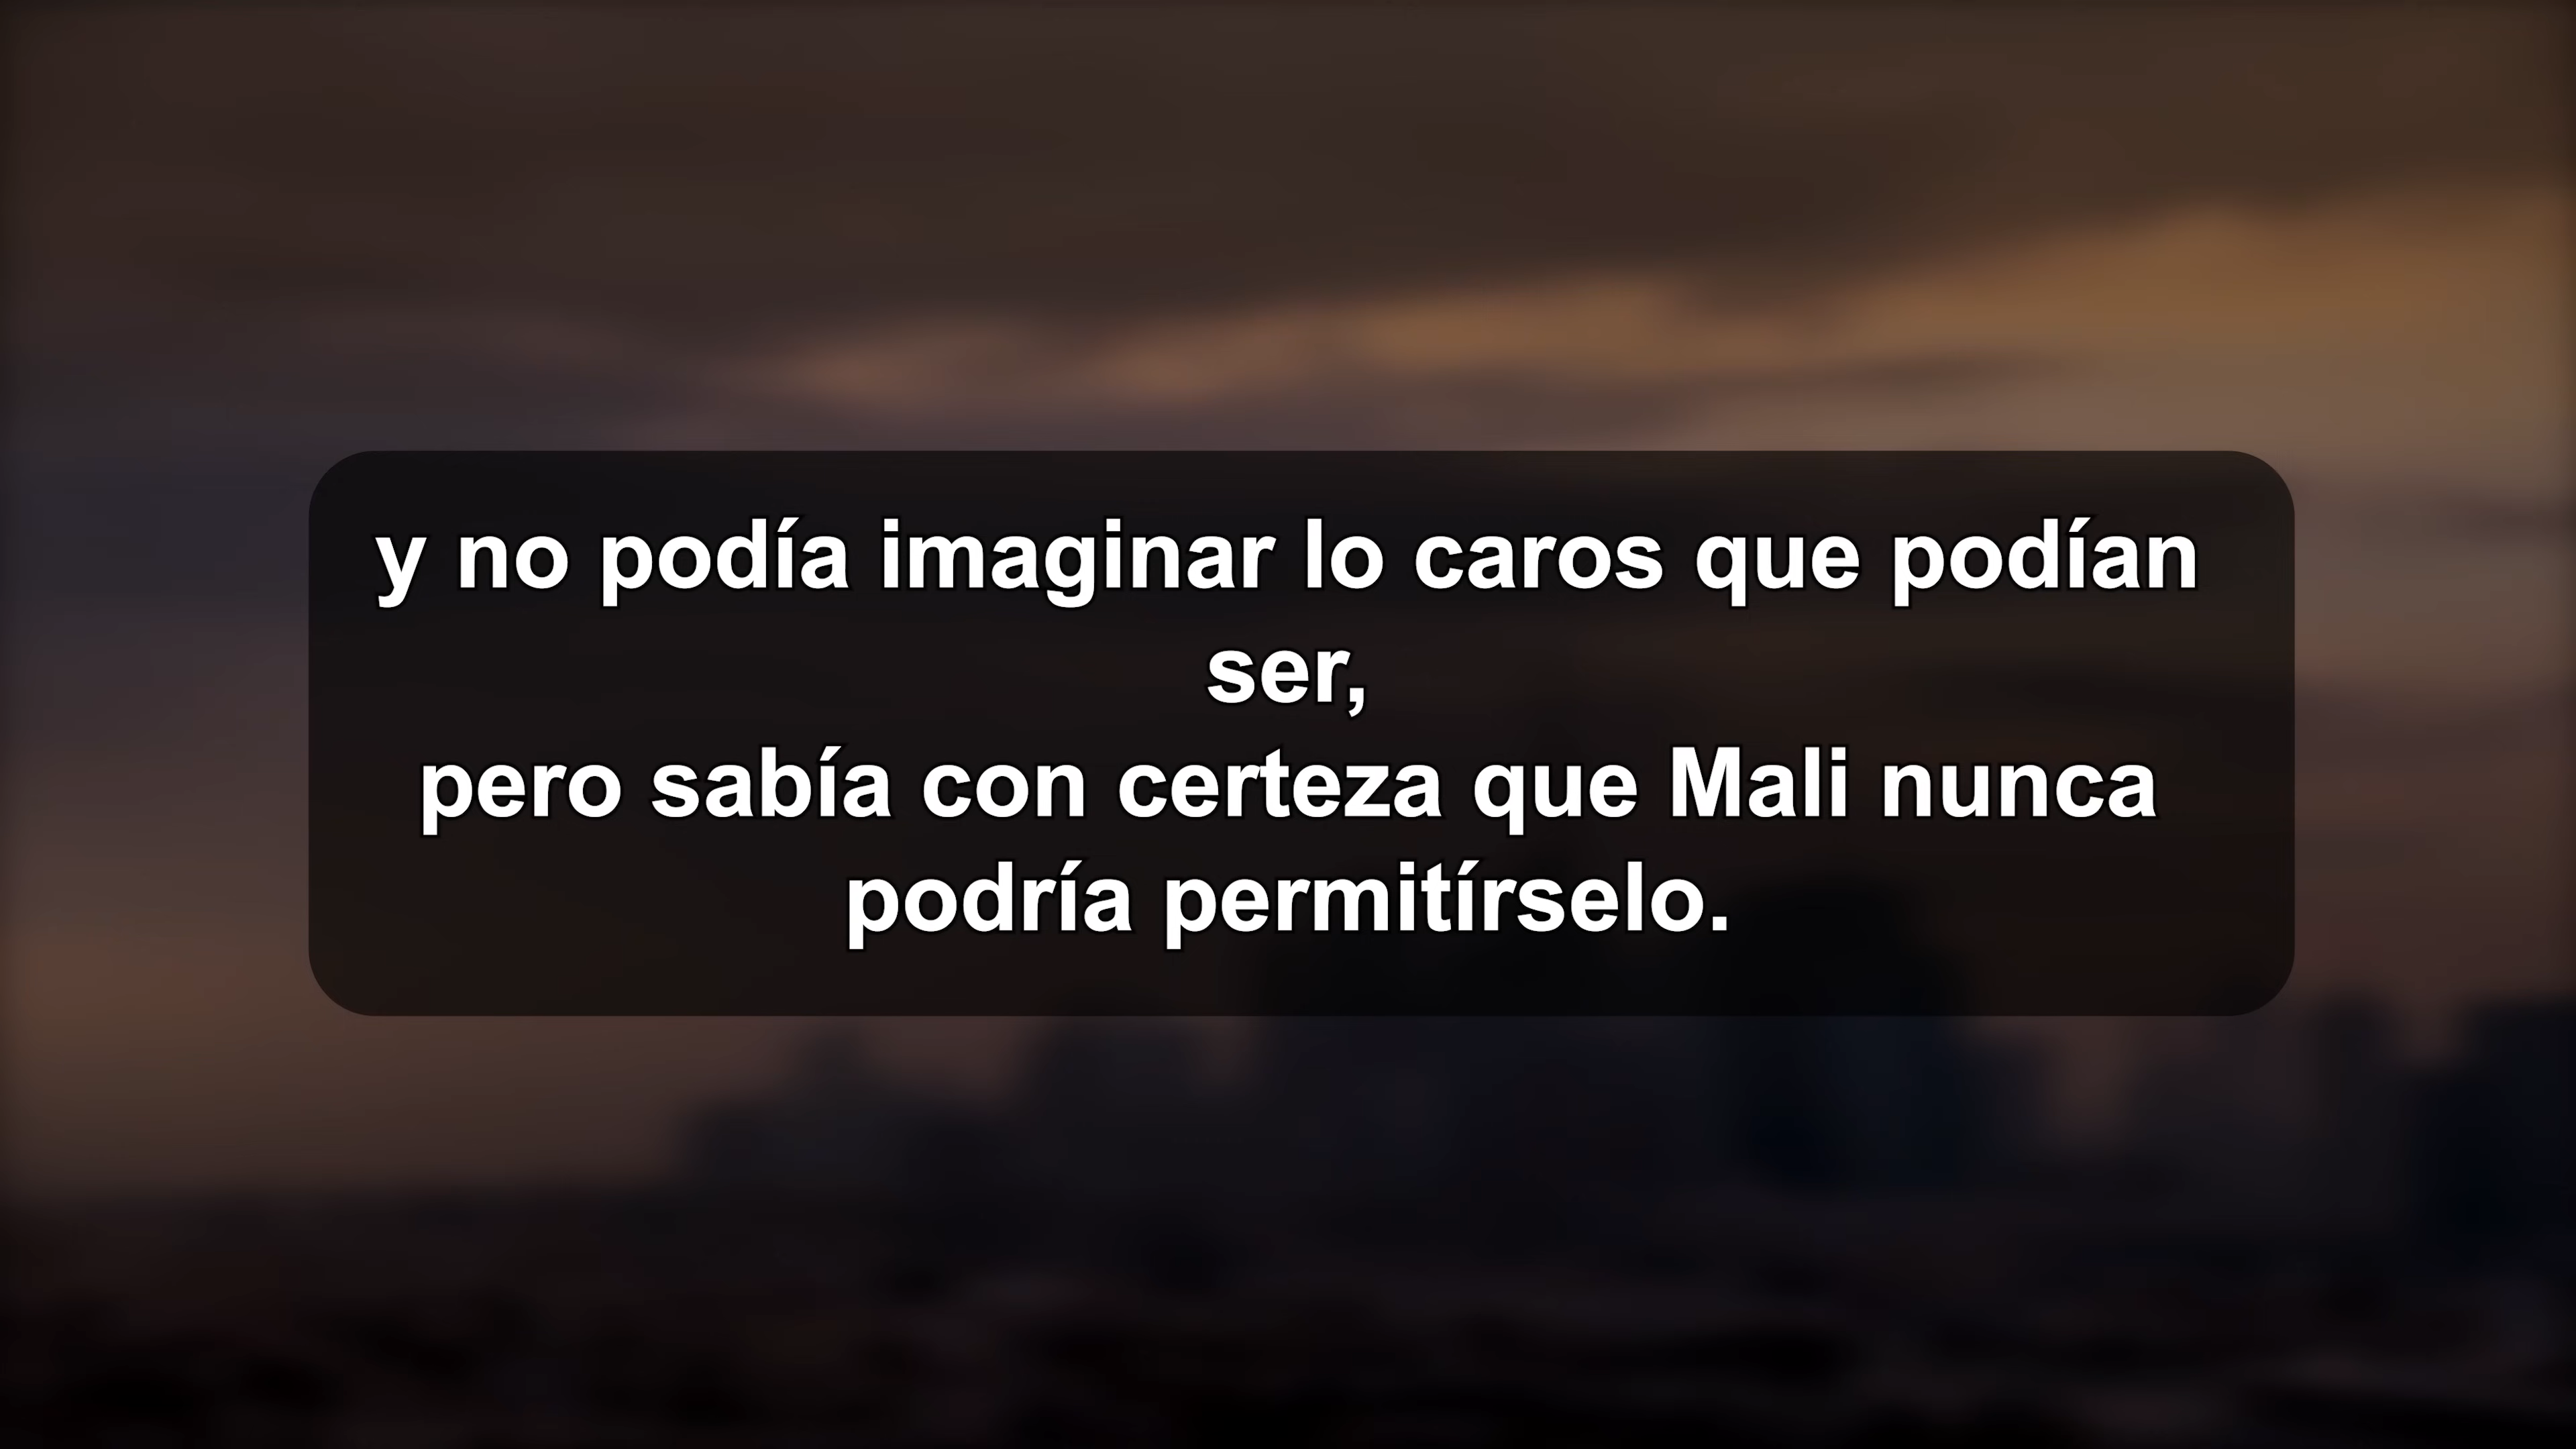 y no podía imaginar lo caros que podían
ser,
pero sabía con certeza que Mali nunca
podría permitírselo.